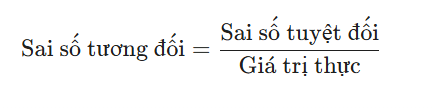 Sai số tương đối = Sai số tuyệt đối
Giá trị thực